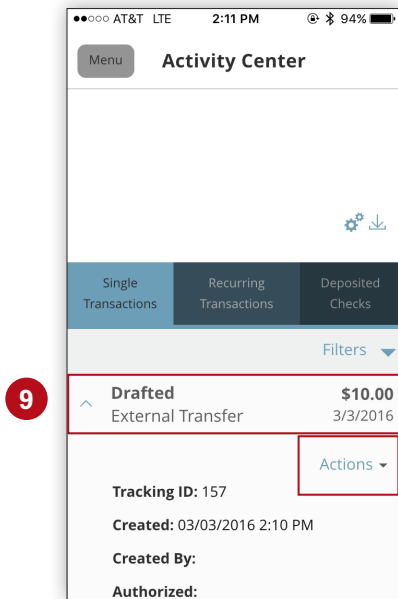 AT&T LTE 2:11 PM 94%
Menu Activity Center
Single Recurring Deposited
Transactions Transactions Checks
Filters
9
Drafted $10.00
External Transfer 3/3/2016
Actions
Tracking ID: 157
Created: 03/03/2016 2:10 PM
Created By:
Authorized: